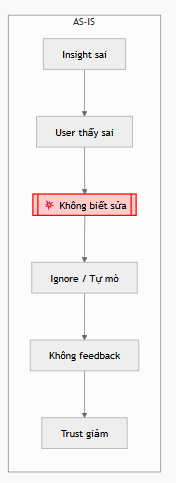 AS-IS
Insight sai
User thấy sai
💥 Không biết sửa
Ignore / Tự mò
Không feedback
Trust giảm